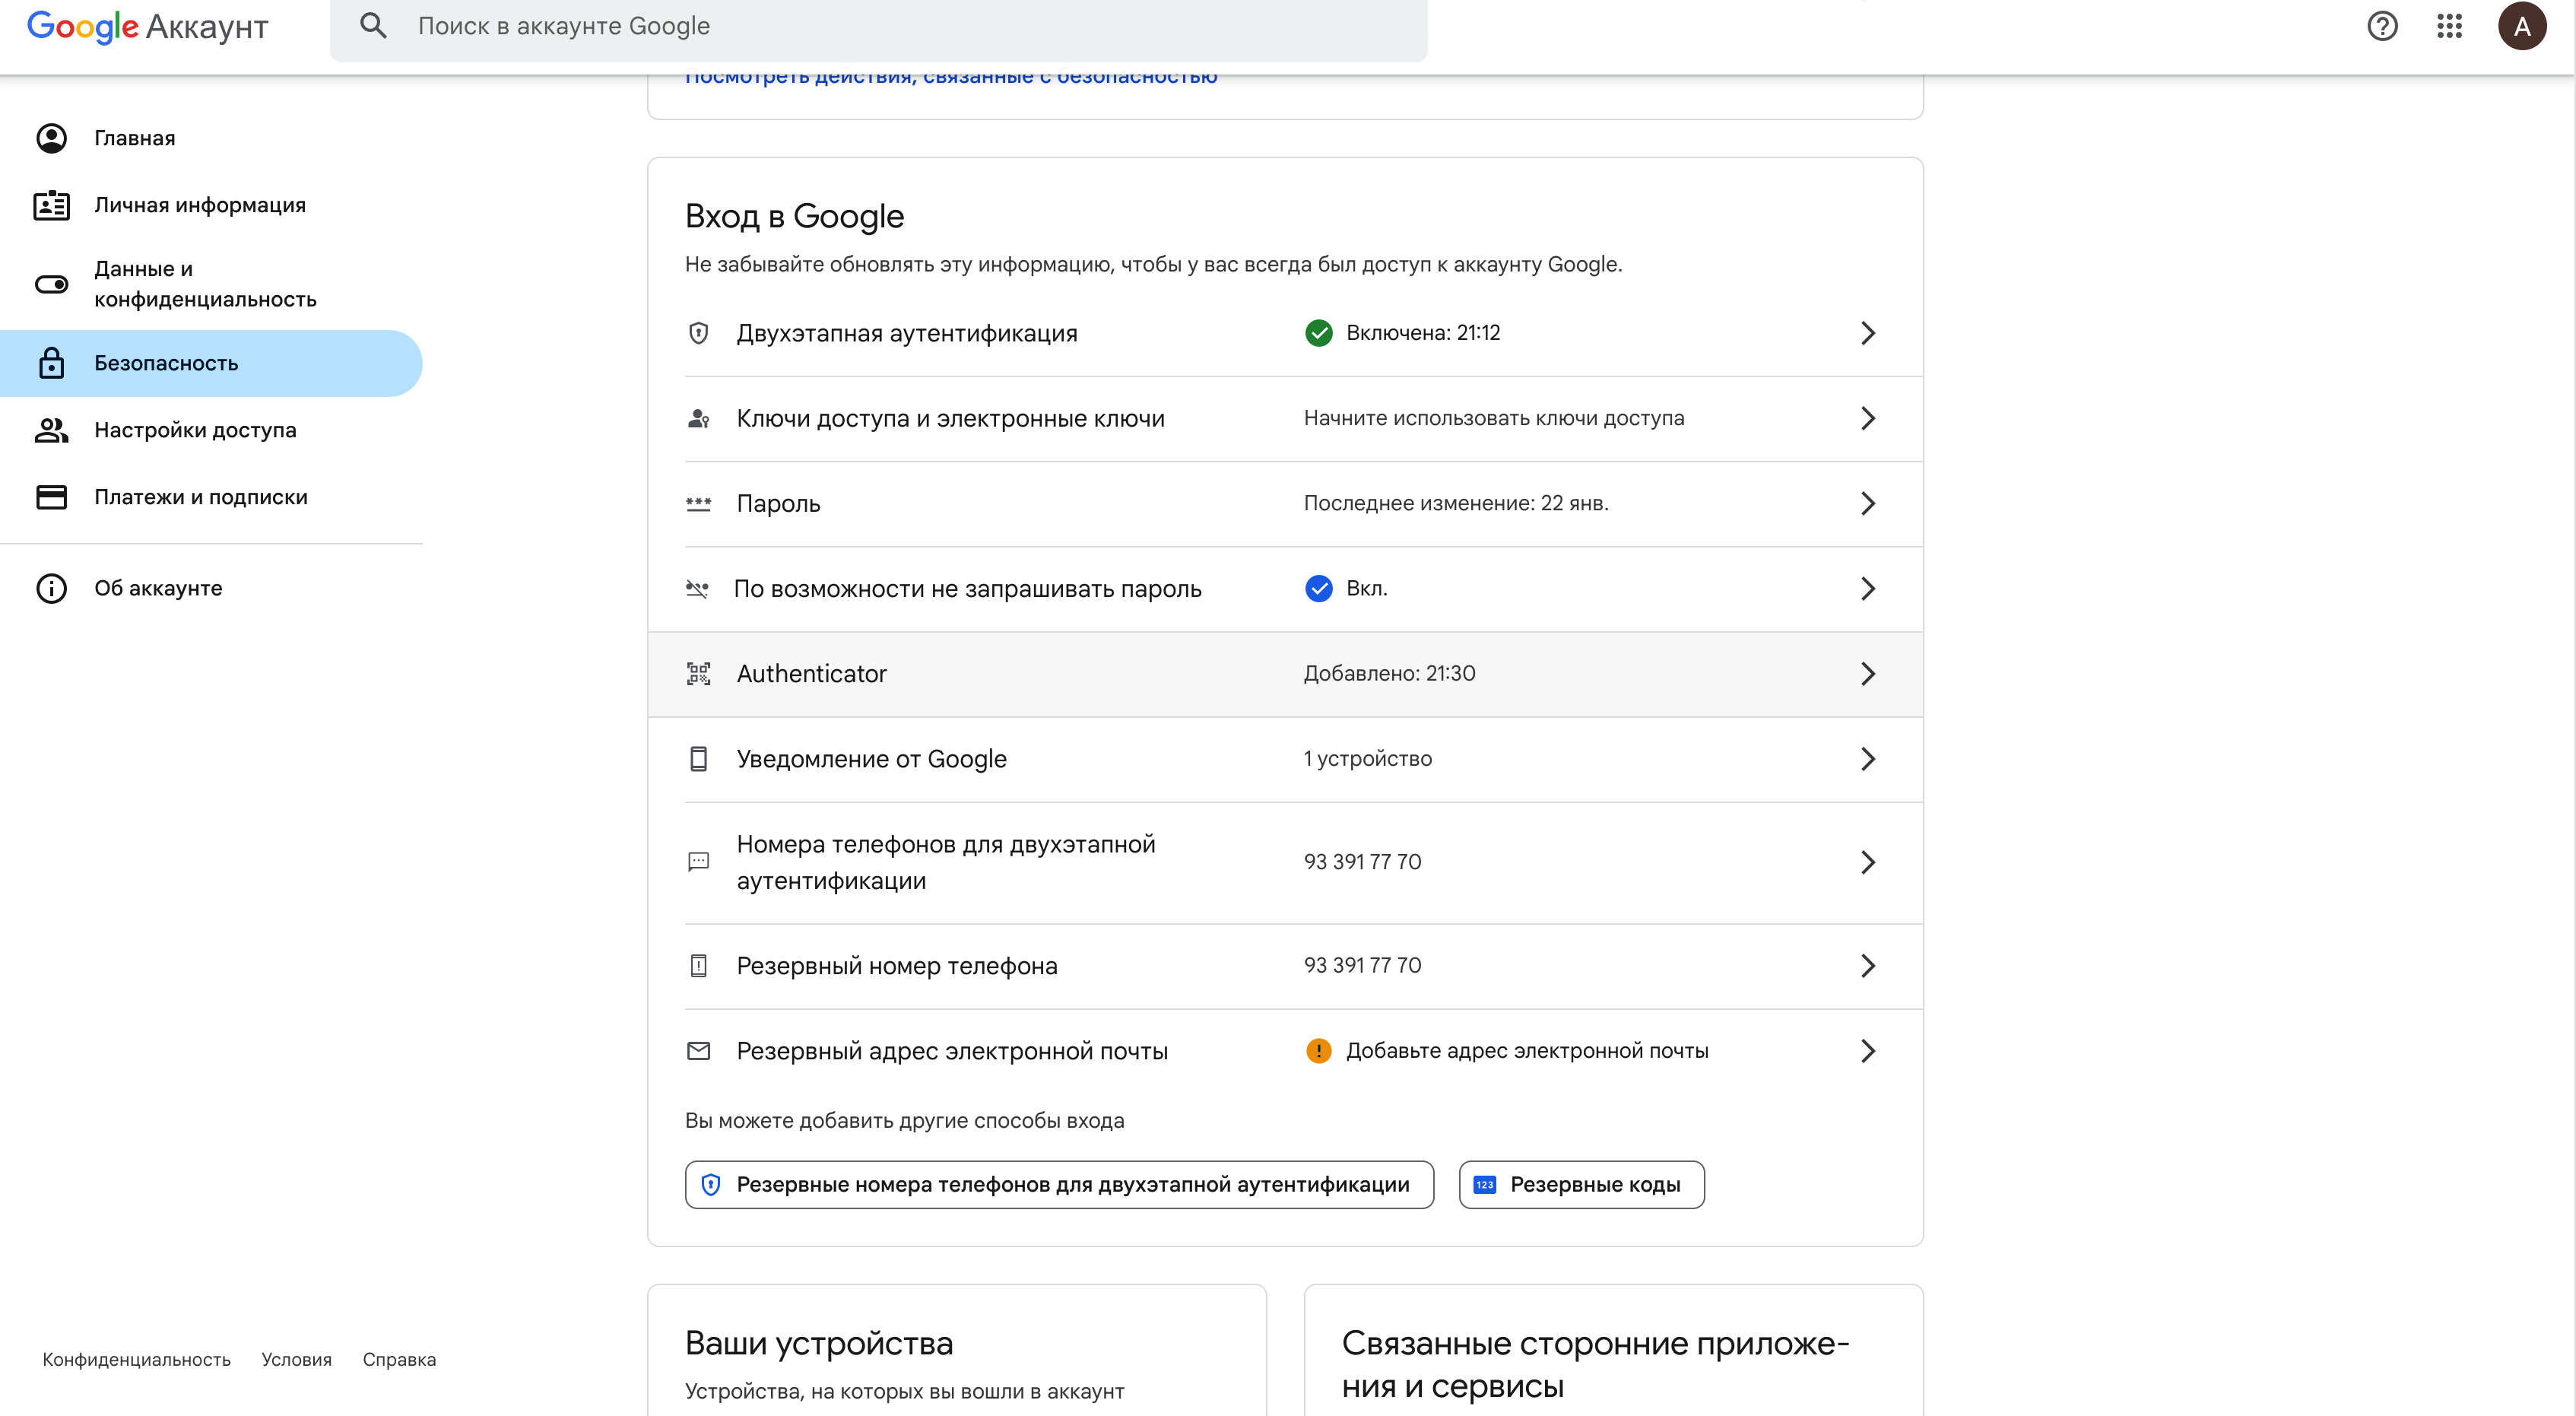 Google Аккаунт
Поиск в аккаунте Google
A
Посмотреть действия, связанные с безопасностью
Главная
Личная информация
Данные и
конфиденциальность
Безопасность
Настройки доступа
Платежи и подписки
Об аккаунте
Вход в Google
Не забывайте обновлять эту информацию, чтобы у вас всегда был доступ к аккаунту Google.
Двухэтапная аутентификация
Включена: 21:12
Ключи доступа и электронные ключи
Начните использовать ключи доступа
Пароль
Последнее изменение: 22 янв.
По возможности не запрашивать пароль
Вкл.
Authenticator
Добавлено: 21:30
Уведомление от Google
1 устройство
Номера телефонов для двухэтапной
аутентификации
93 391 77 70
Резервный номер телефона
93 391 77 70
Резервный адрес электронной почты
Добавьте адрес электронной почты
Вы можете добавить другие способы входа
Резервные номера телефонов для двухэтапной аутентификации
123
Резервные коды
Ваши устройства
Устройства, на которых вы вошли в аккаунт
Связанные сторонние приложе-
ния и сервисы
Конфиденциальность
Условия
Справка